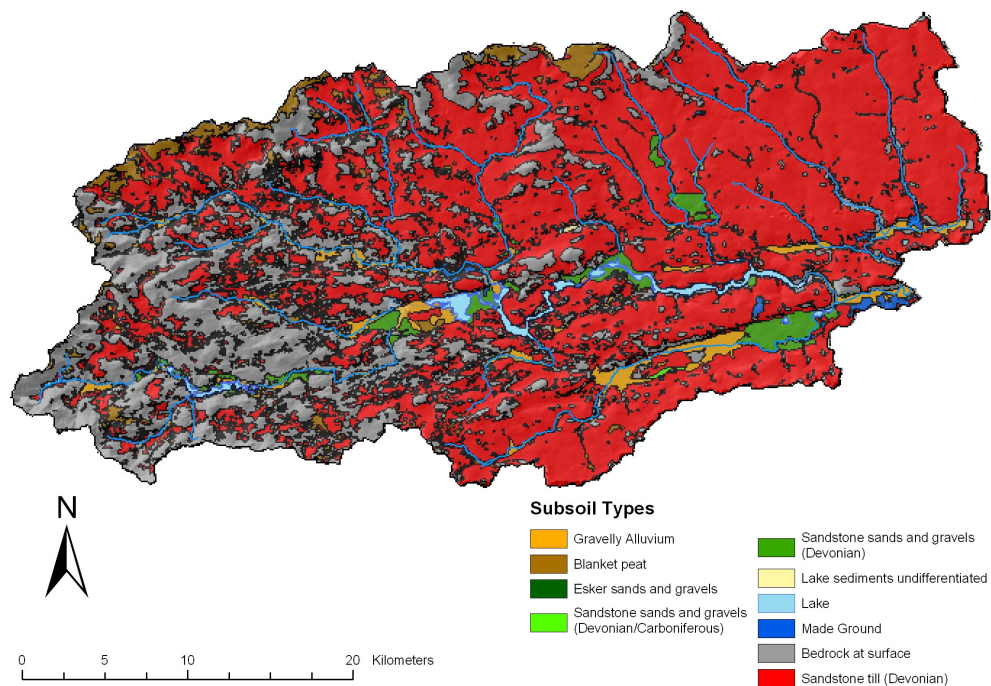 N
Subsoil Types
Gravelly Alluvium
Blanket peat
Esker sands and gravels
Sandstone sands and gravels
(Devonian/Carboniferous)
Sandstone sands and gravels
(Devonian)
Lake sediments undifferentiated
Lake
Made Ground
Bedrock at surface
Sandstone till (Devonian)
0 5 10 20 Kilometers